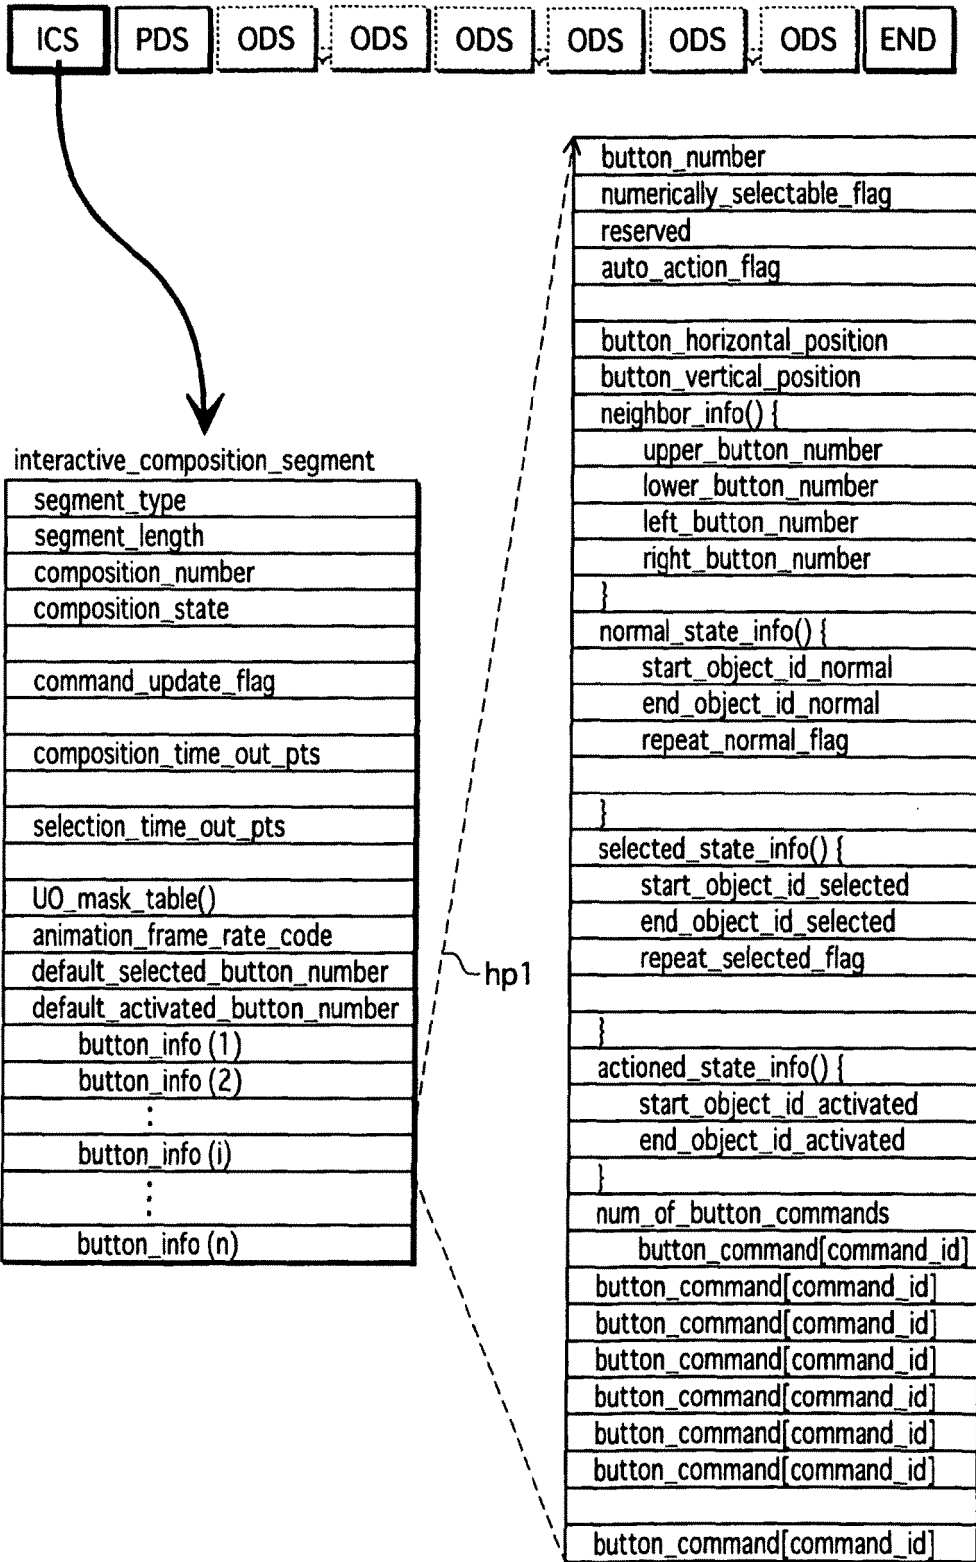 ICS PDS ODS ODS ODS ODS ODS ODS END
interactive_composition_segment
segment_type
segment_length
composition_number
composition_state
command_update_flag
composition_time_out_pts
selection_time_out_pts
UO_mask_table()
animation_frame_rate_code
default_selected_button_number
default_activated_button_number
button_info (1)
button_info (2)
button_info (i)
button_info (n)
hp1
button_number
numerically_selectable_flag
reserved
auto_action_flag
button_horizontal_position
button_vertical_position
neighbor_info() {
upper_button_number
lower_button_number
left_button_number
right_button_number
}
normal_state_info() {
start_object_id_normal
end_object_id_normal
repeat_normal_flag
}
selected_state_info() {
start_object_id_selected
end_object_id_selected
repeat_selected_flag
}
actioned_state_info() {
start_object_id_activated
end_object_id_activated
}
num_of_button_commands
button_command[command_id]
button_command[command_id]
button_command[command_id]
button_command[command_id]
button_command[command_id]
button_command[command_id]
button_command[command_id]
button_command[command_id]